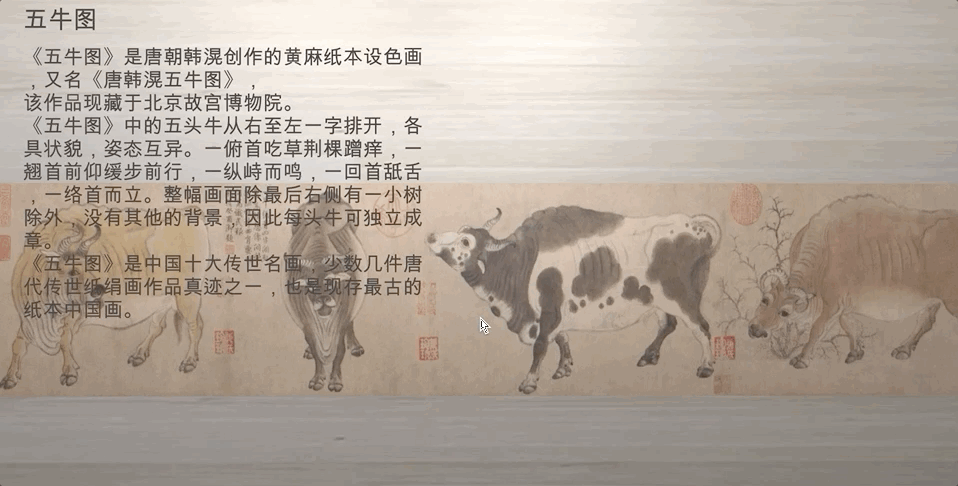 五牛图
《五牛图》是唐朝韩滉创作的黄麻纸本设色画
，又名《唐韩滉五牛图》，
该作品现藏于北京故宫博物院。
《五牛图》中的五头牛从右至左一字排开，各
具状貌，姿态互异。一俯首吃草荆棵蹭痒，一
翘首前仰缓步前行，一纵峙而鸣，一回首舐舌
，一络首而立。整幅画面除最后右侧有一小树
除外，没有其他的背景，因此每头牛可独立成
章。
《五牛图》是中国十大传世名画，少数几件唐
代传世纸绢画作品真迹之一，也是现存最古的
纸本中国画。